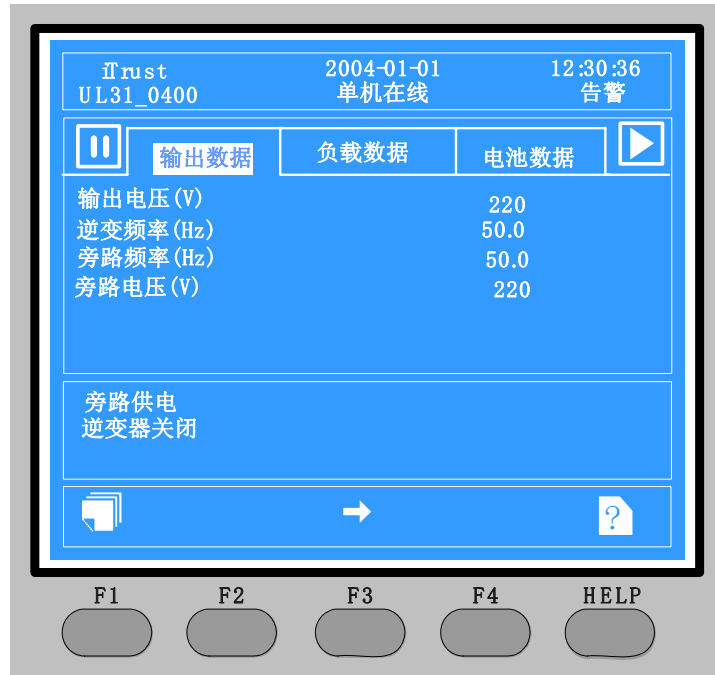 iTrust 2004-01-01 12:30:36
UL31_0400 单机在线 告警
输出数据 负载数据 电池数据
输出电压(V) 220
逆变频率(Hz) 50.0
旁路频率(Hz) 50.0
旁路电压(V) 220
旁路供电
逆变器关闭
?
F1 F2 F3 F4 HELP